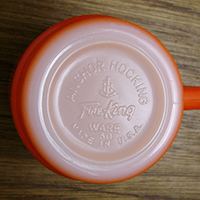 ANCHOR HOCKING
Fire-King
WARE
MADE IN U.S.A.